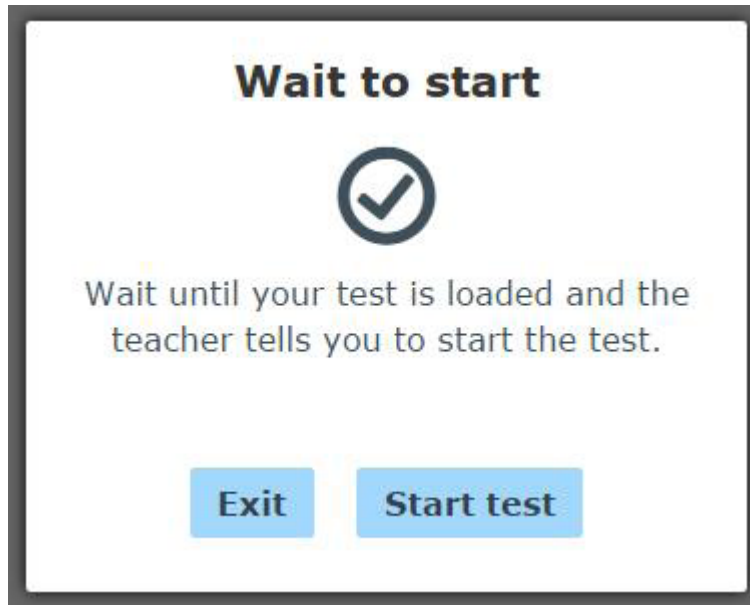 Wait to start
Wait until your test is loaded and the
teacher tells you to start the test.
Exit
Start test